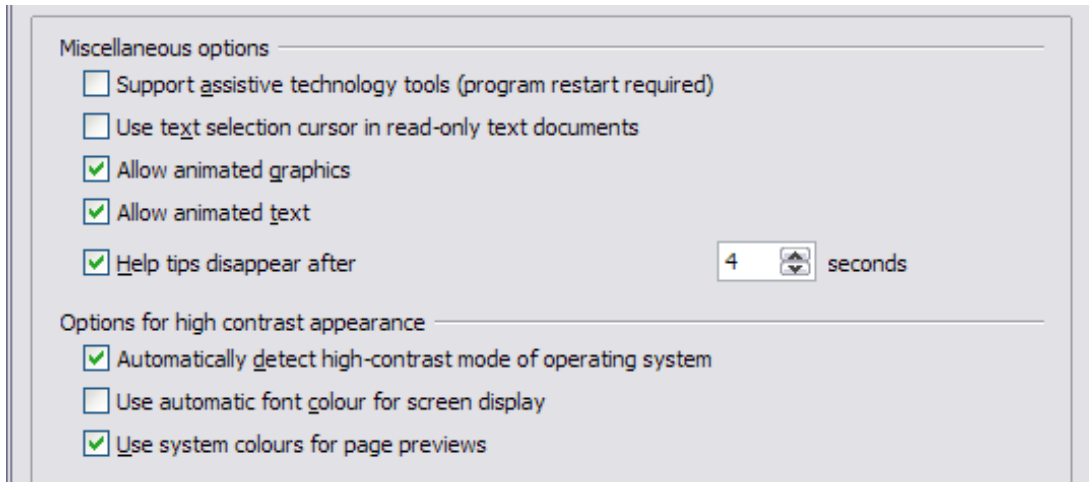 Miscellaneous options
Support assistive technology tools (program restart required)
Use text selection cursor in read-only text documents
Allow animated graphics
Allow animated text
Help tips disappear after 4 seconds
Options for high contrast appearance
Automatically detect high-contrast mode of operating system
Use automatic font colour for screen display
Use system colours for page previews